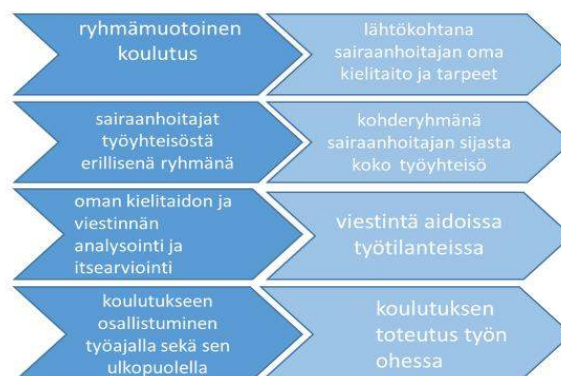 ryhmämuotoinen
koulutus
lähtökohtana
sairaanhoitajan oma
kielitaito ja tarpeet
sairaanhoitajat
työyhteisöstä
erillisenä ryhmänä
kohderyhmänä
sairaanhoitajan sijasta
koko työyhteisö
oman kielitaidon ja
viestinnän
analysointi ja
itsearviointi
viestintä aidoissa
työtilanteissa
koulutukseen
osallistuminen
työajalla sekä sen
ulkopuolella
koulutuksen
toteutus työn
ohessa